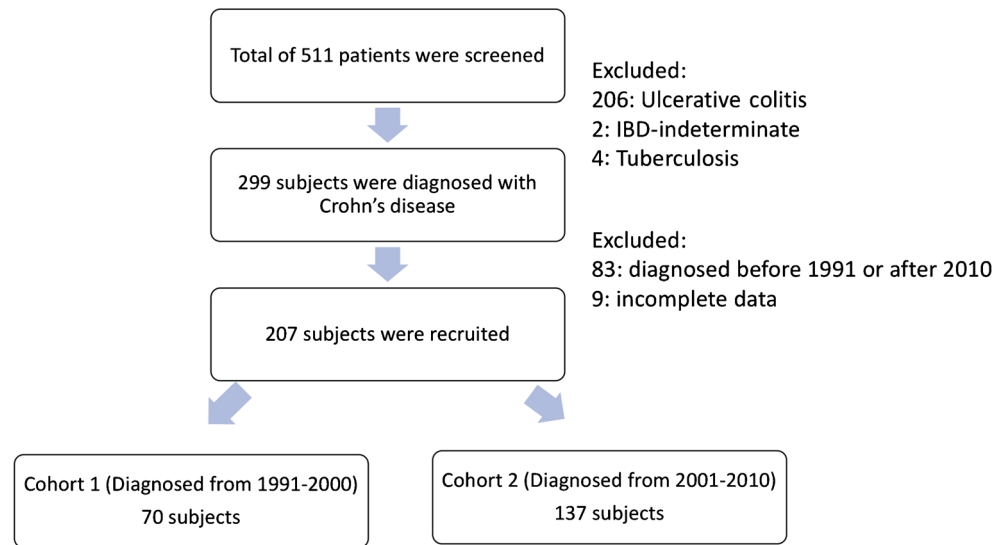 Total of 511 patients were screened
Excluded:
206: Ulcerative colitis
2: IBD-indeterminate
4: Tuberculosis
299 subjects were diagnosed with
Crohn's disease
Excluded:
83: diagnosed before 1991 or after 2010
9: incomplete data
207 subjects were recruited
Cohort 1 (Diagnosed from 1991-2000)
70 subjects
Cohort 2 (Diagnosed from 2001-2010)
137 subjects